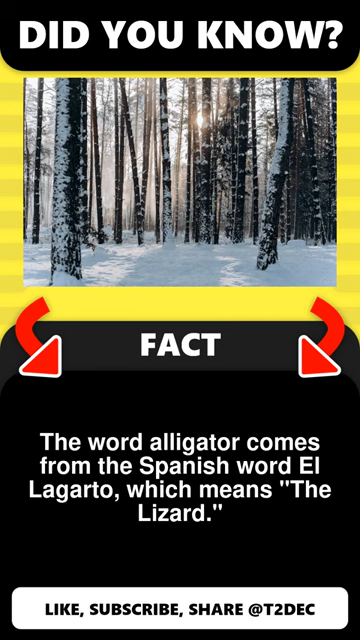 DID YOU KNOW?
FACT
The word alligator comes
from the Spanish word El
Lagarto, which means "The
Lizard."
LIKE, SUBSCRIBE, SHARE @T2DEC